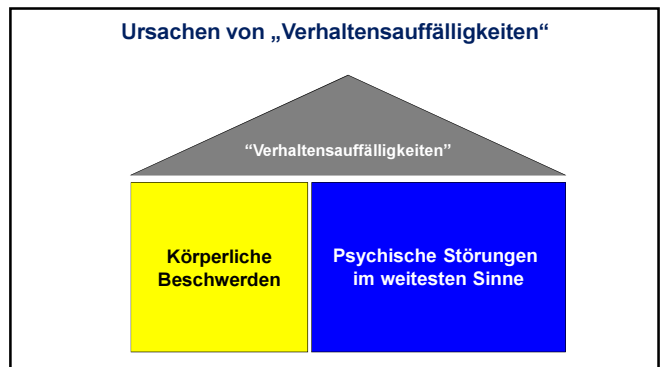 Ursachen von „Verhaltensauffälligkeiten“
“Verhaltensauffälligkeiten”
Körperliche
Beschwerden
Psychische Störungen
im weitesten Sinne